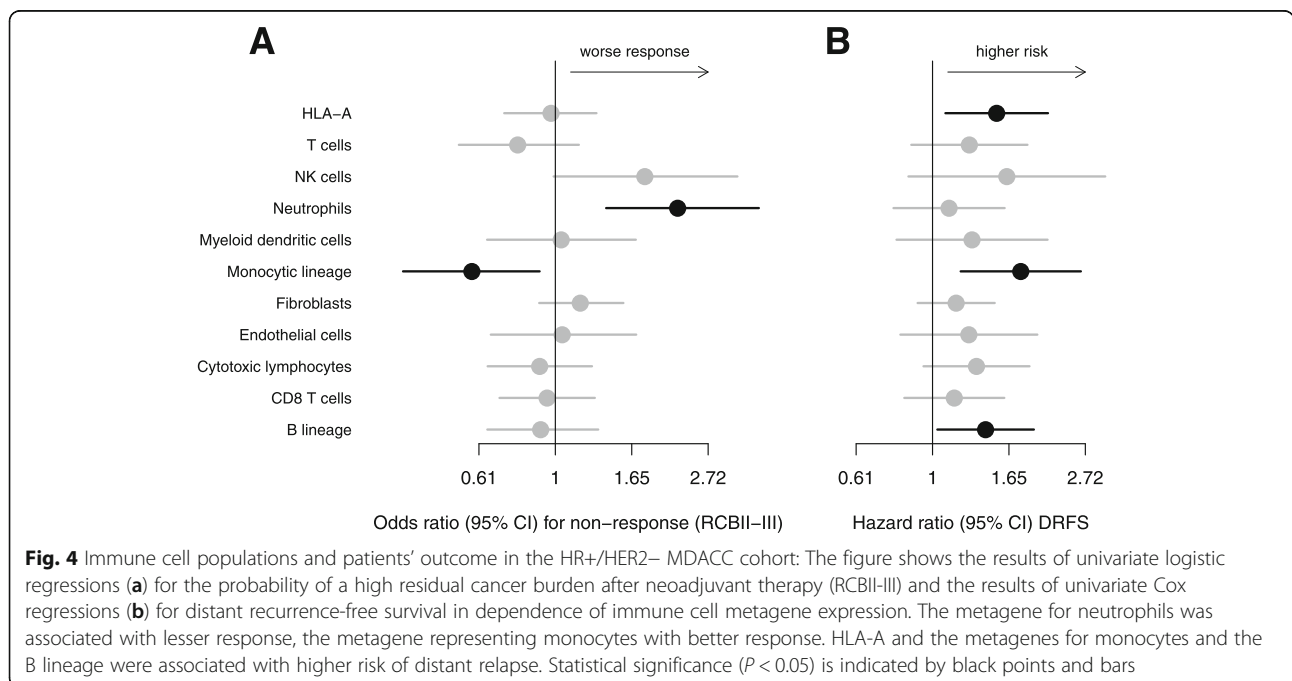 A
B
worse response
higher risk
HLA−A
T cells
NK cells
Neutrophils
Myeloid dendritic cells
Monocytic lineage
Fibroblasts
Endothelial cells
Cytotoxic lymphocytes
CD8 T cells
B lineage
0.61 1 1.65 2.72
0.61 1 1.65 2.72
Odds ratio (95% CI) for non−response (RCBII−III)
Hazard ratio (95% CI) DRFS
Fig. 4 Immune cell populations and patients’ outcome in the HR+/HER2− MDACC cohort: The figure shows the results of univariate logistic
regressions (a) for the probability of a high residual cancer burden after neoadjuvant therapy (RCBII-III) and the results of univariate Cox
regressions (b) for distant recurrence-free survival in dependence of immune cell metagene expression. The metagene for neutrophils was
associated with lesser response, the metagene representing monocytes with better response. HLA-A and the metagenes for monocytes and the
B lineage were associated with higher risk of distant relapse. Statistical significance (P < 0.05) is indicated by black points and bars